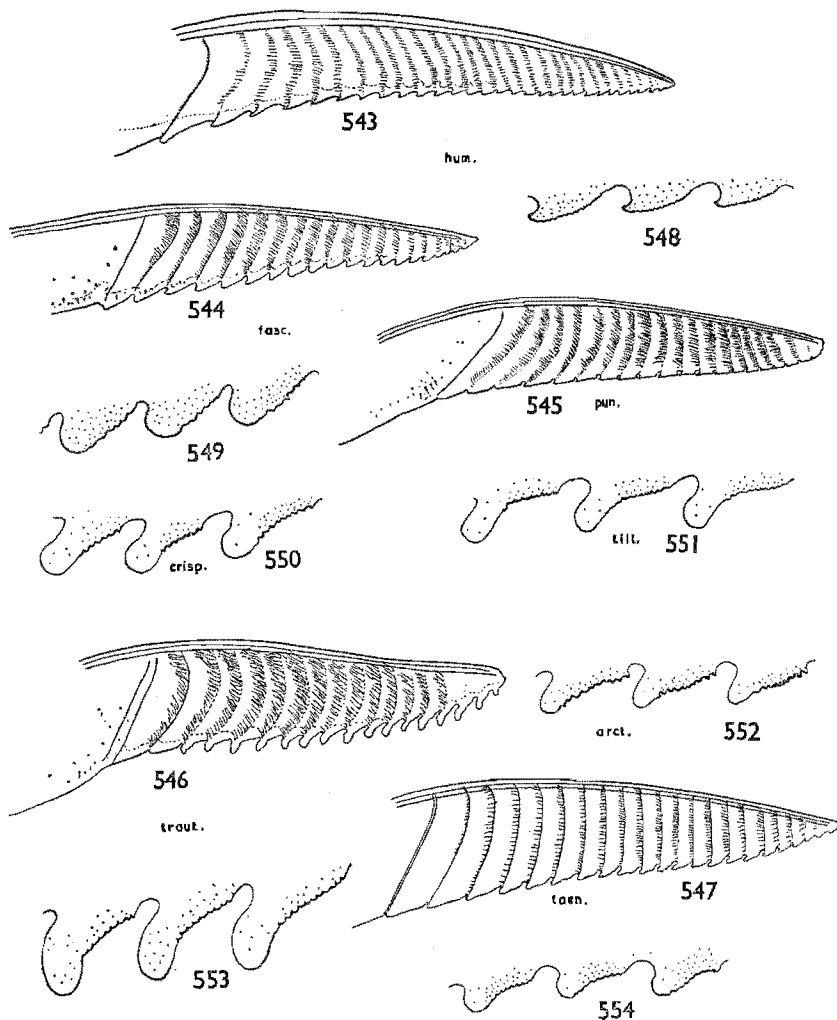 543
hum.
548
544
fasc.
545 pun.
549
550
crisp.
tilt. 551
546
traut.
arct. 552
taen. 547
553
554